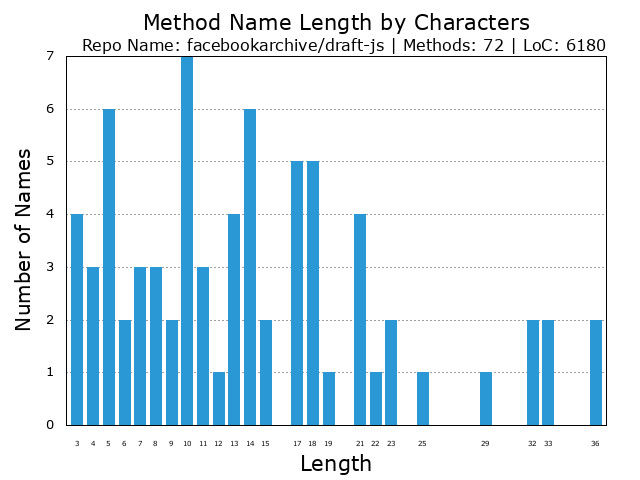 Method Name Length by Characters
Repo Name: facebookarchive/draft-js | Methods: 72 | LoC: 6180
Number of Names
7
6
5
4
3
2
1
0
3 4 5 6 7 8 9 10 11 12 13 14 15 17 18 19 21 22 23 25 29 32 33 36
Length